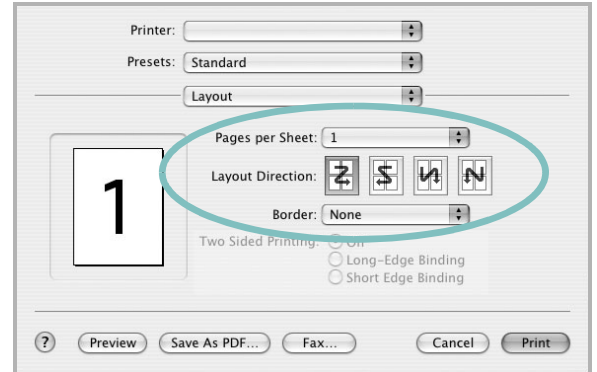 Printer:
Presets: Standard
Layout
Pages per Sheet: 1
Layout Direction:
1
Border: None
Two Sided Printing: On
Long-Edge Binding
Short Edge Binding
? Preview Save As PDF... Fax... Cancel Print